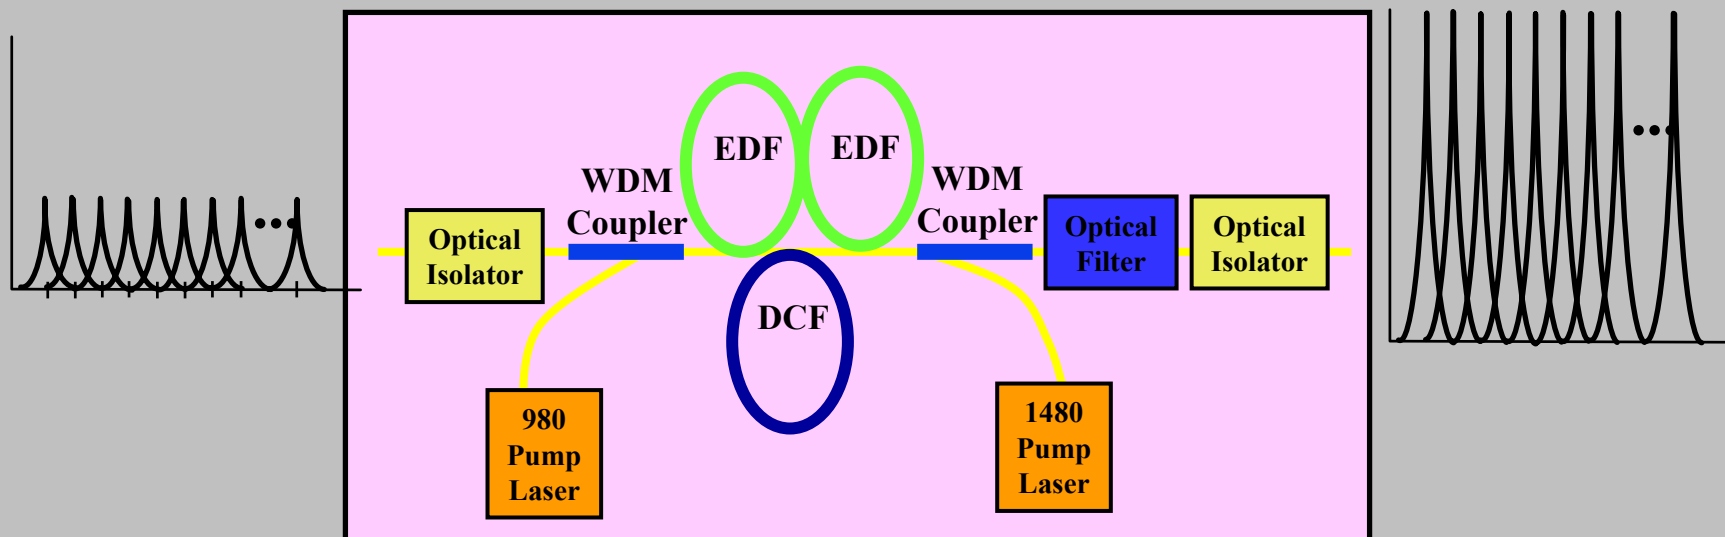 EDF
EDF
WDM
Coupler
WDM
Coupler
Optical
Isolator
Optical
Filter
Optical
Isolator
DCF
980
Pump
Laser
1480
Pump
Laser